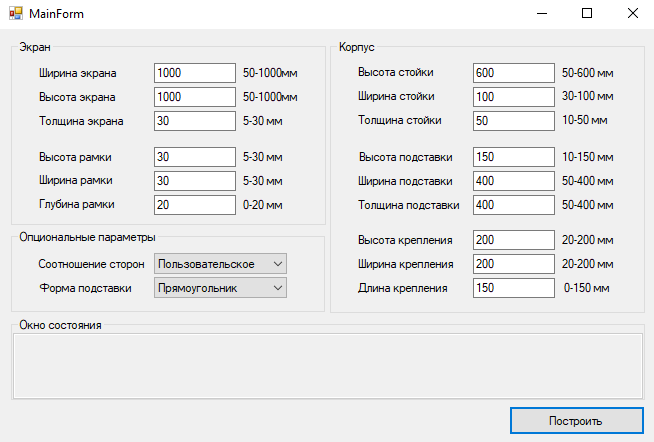 MainForm
Экран
Ширина экрана 1000 50-1000мм
Высота экрана 1000 50-1000мм
Толщина экрана 30 5-30 мм
Высота рамки 30 5-30 мм
Ширина рамки 30 5-30 мм
Глубина рамки 20 0-20 мм
Опциональные параметры
Соотношение сторон Пользовательское
Форма подставки Прямоугольник
Корпус
Высота стойки 600 50-600 мм
Ширина стойки 100 30-100 мм
Толщина стойки 50 10-50 мм
Высота подставки 150 10-150 мм
Ширина подставки 400 50-400 мм
Толщина подставки 400 50-400 мм
Высота крепления 200 20-200 мм
Ширина крепления 200 20-200 мм
Длина крепления 150 0-150 мм
Окно состояния
Построить